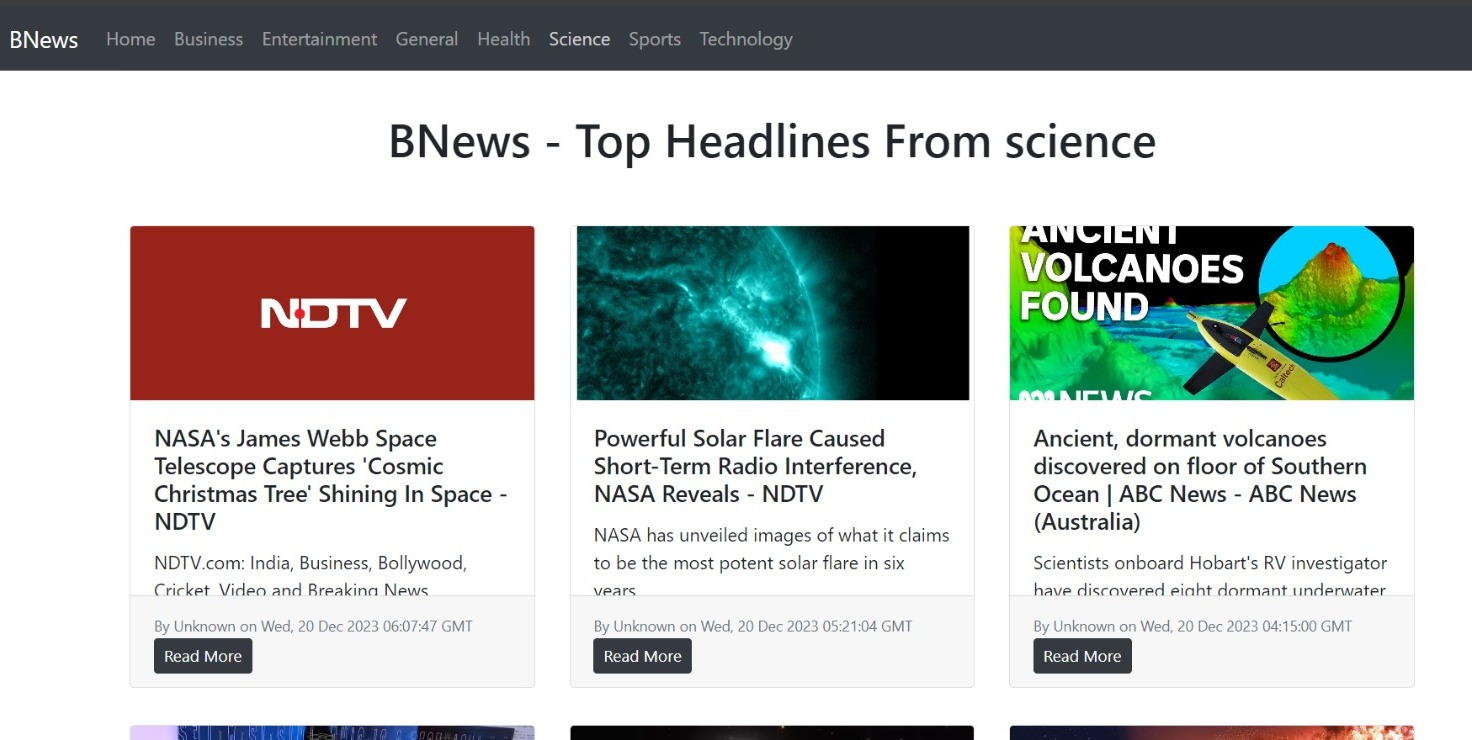 BNews Home Business Entertainment General Health Science Sports Technology
BNews - Top Headlines From science
NDTV
NASA's James Webb Space
Telescope Captures 'Cosmic
Christmas Tree' Shining In Space -
NDTV
NDTV.com: India, Business, Bollywood,
Cricket, Video and Breaking News
By Unknown on Wed, 20 Dec 2023 06:07:47 GMT
Read More
Powerful Solar Flare Caused
Short-Term Radio Interference,
NASA Reveals - NDTV
NASA has unveiled images of what it claims
to be the most potent solar flare in six
years
By Unknown on Wed, 20 Dec 2023 05:21:04 GMT
Read More
ANCIENT
VOLCANOES
FOUND
Caltech
NEWS
Ancient, dormant volcanoes
discovered on floor of Southern
Ocean | ABC News - ABC News
(Australia)
Scientists onboard Hobart's RV investigator
have discovered eight dormant underwater
By Unknown on Wed, 20 Dec 2023 04:15:00 GMT
Read More